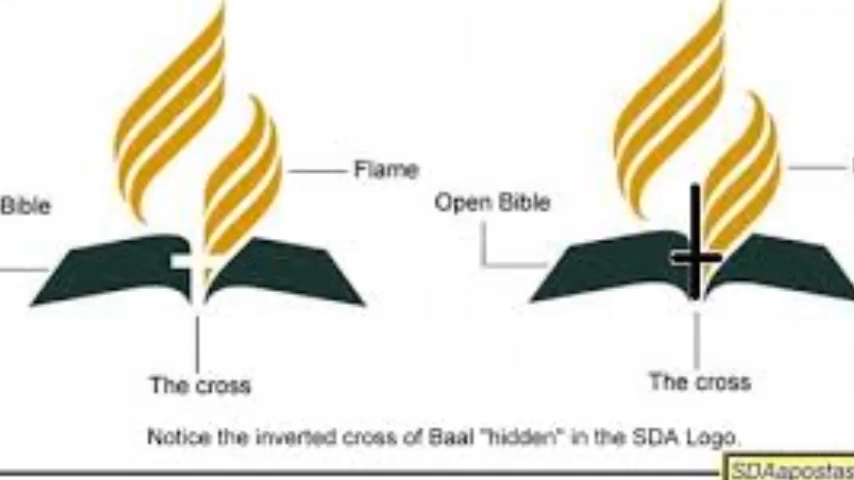 Flame
Bible
Open Bible
The cross
The cross
Notice the inverted cross of Baal "hidden" in the SDA Logo.
SDAapostas